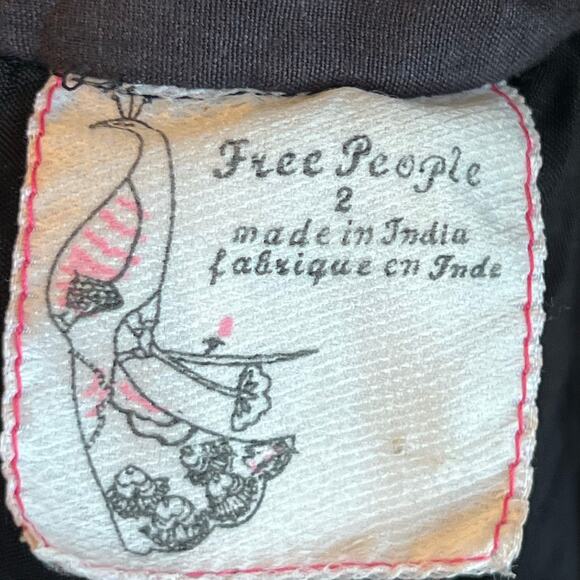 Free People
2
made in India
fabrique en Inde